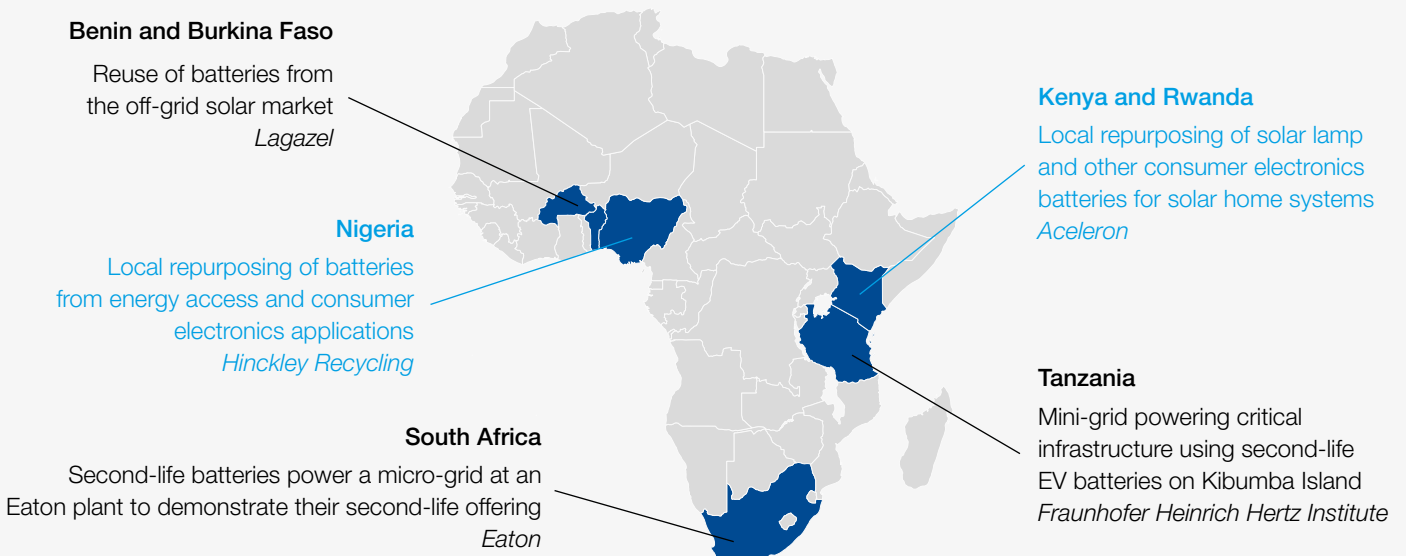 Benin and Burkina Faso
Reuse of batteries from
the off-grid solar market
Lagazel
Nigeria
Local repurposing of batteries
from energy access and consumer
electronics applications
Hinckley Recycling
South Africa
Second-life batteries power a micro-grid at an
Eaton plant to demonstrate their second-life offering
Eaton
Kenya and Rwanda
Local repurposing of solar lamp
and other consumer electronics
batteries for solar home systems
Aceleron
Tanzania
Mini-grid powering critical
infrastructure using second-life
EV batteries on Kibumba Island
Fraunhofer Heinrich Hertz Institute